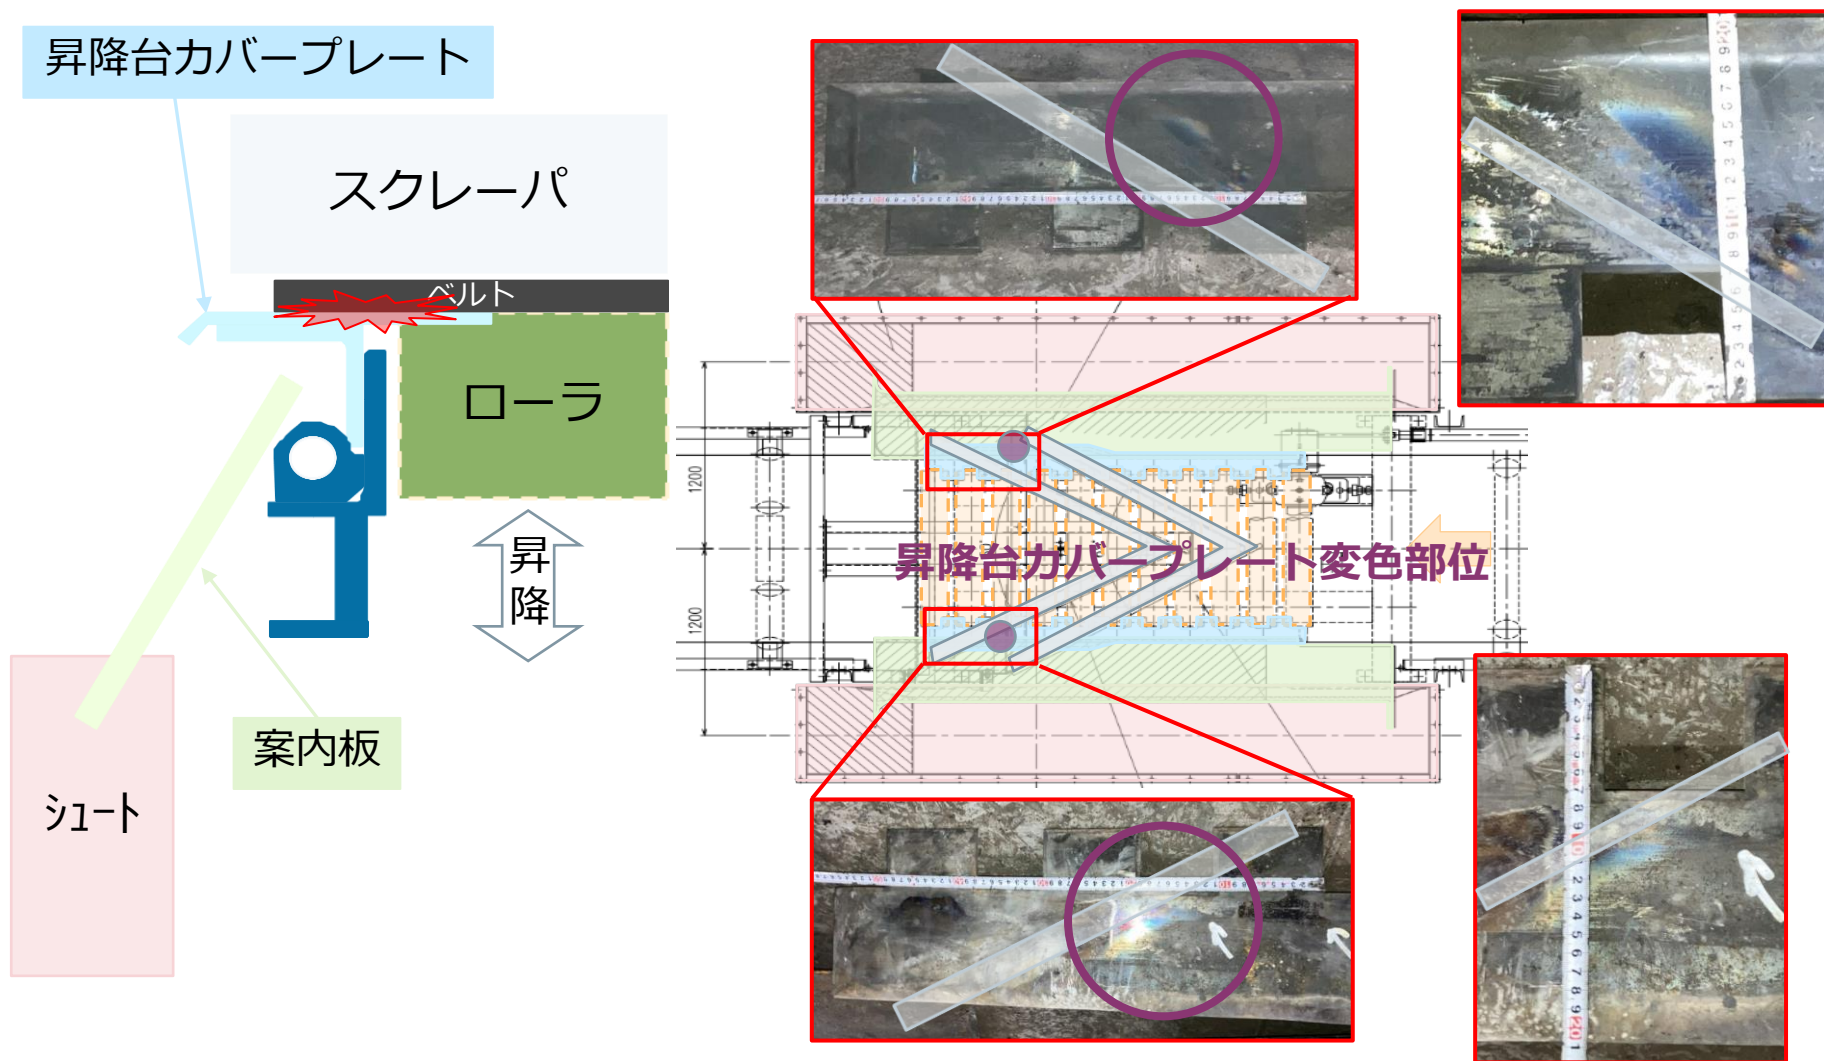 昇降台カバープレート
スクレーパ
ベルト
ローラ
昇
降
案内板
ｼｭｰﾄ
1200
1200
昇降台カバープレート変色部位